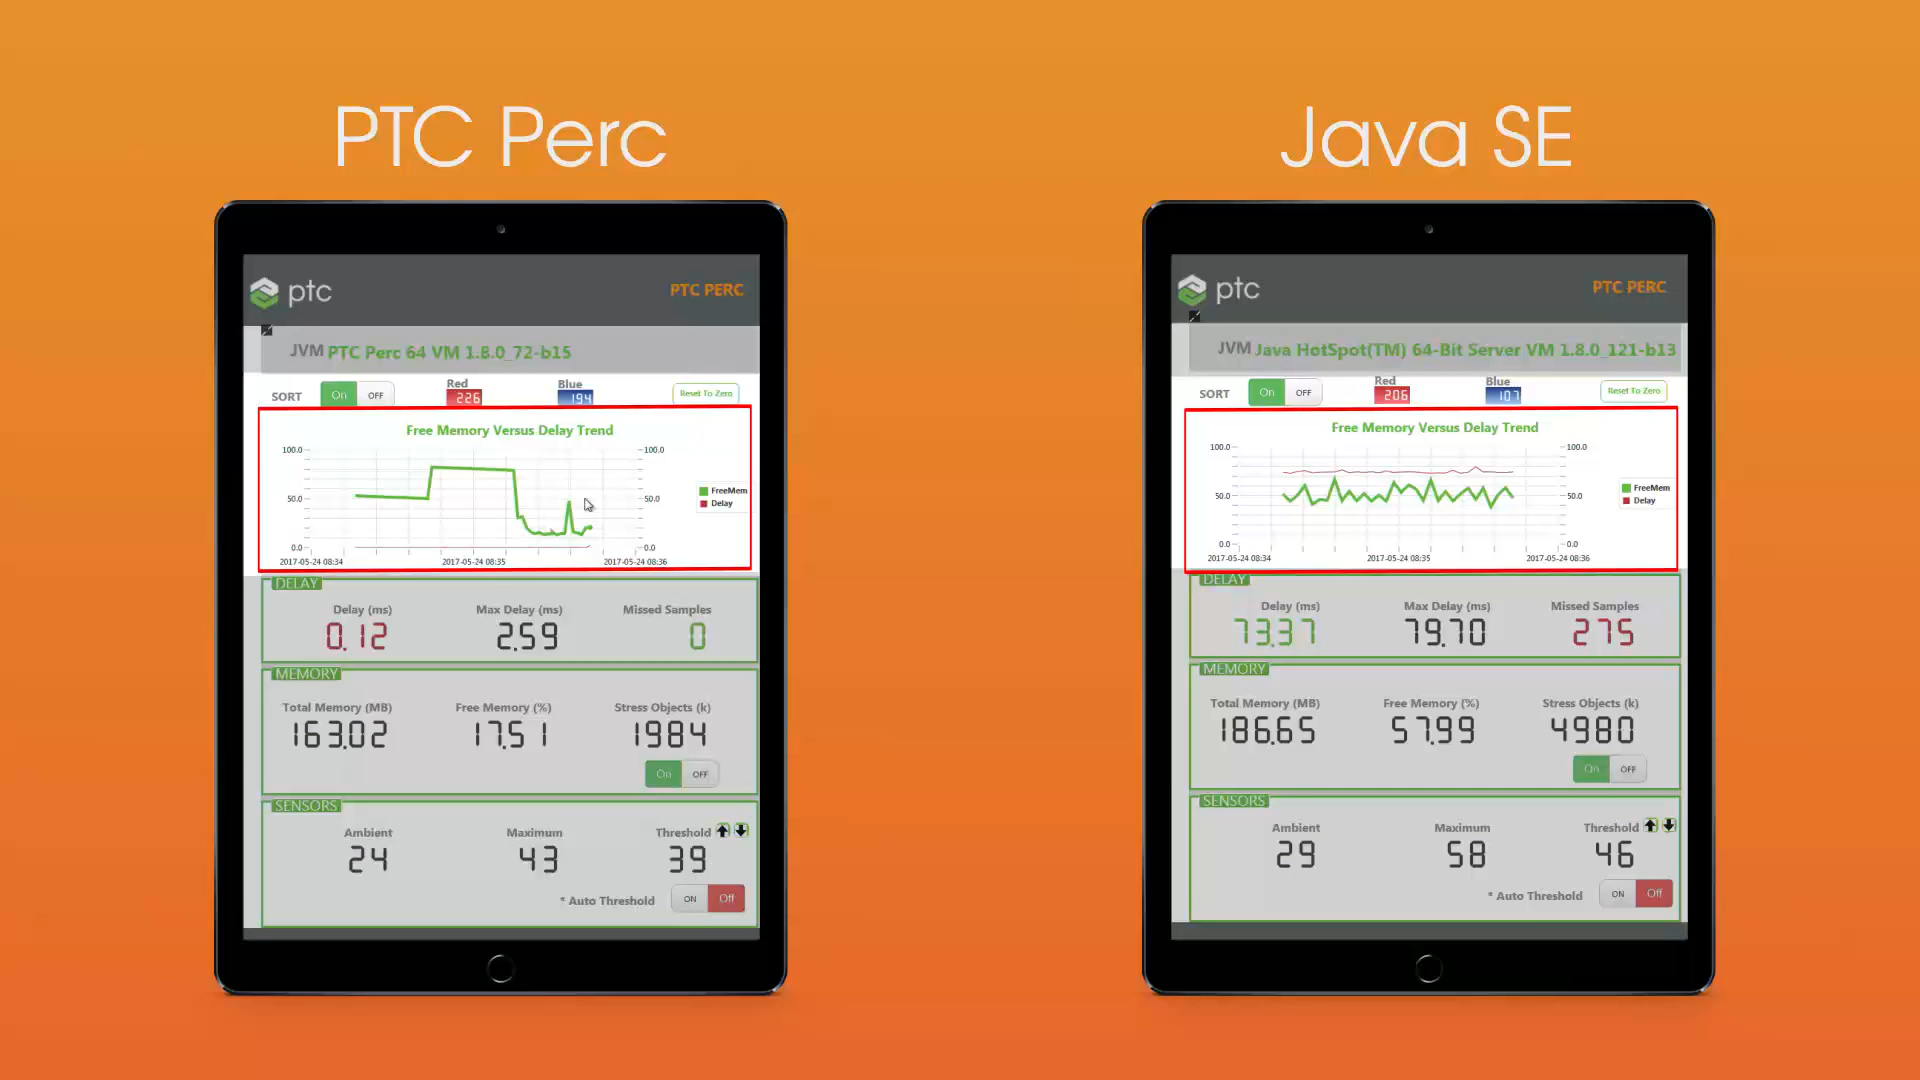 PTC Perc
ptc
PTC PERC
JVM PTC Perc 64 VM 1.8.0_72-b15
SORT On OFF Red 226 Blue 194 Reset To Zero
Free Memory Versus Delay Trend
100.0 100.0
50.0 50.0
0.0 0.0
2017-05-24 08:34 2017-05-24 08:35 2017-05-24 08:36
FreeMem
Delay
DELAY
Delay (ms) Max Delay (ms) Missed Samples
0.12 2.59 0
MEMORY
Total Memory (MB) Free Memory (%) Stress Objects (k)
163.02 17.51 1984
On OFF
SENSORS
Ambient Maximum Threshold
24 43 39
* Auto Threshold ON Off
Java SE
ptc
PTC PERC
JVM Java HotSpot(TM) 64-Bit Server VM 1.8.0_121-b13
SORT On OFF Red 206 Blue 107 Reset To Zero
Free Memory Versus Delay Trend
100.0 100.0
50.0 50.0
0.0 0.0
2017-05-24 08:34 2017-05-24 08:35 2017-05-24 08:36
FreeMem
Delay
DELAY
Delay (ms) Max Delay (ms) Missed Samples
73.37 79.70 275
MEMORY
Total Memory (MB) Free Memory (%) Stress Objects (k)
186.65 57.99 4980
On OFF
SENSORS
Ambient Maximum Threshold
29 58 46
* Auto Threshold ON Off